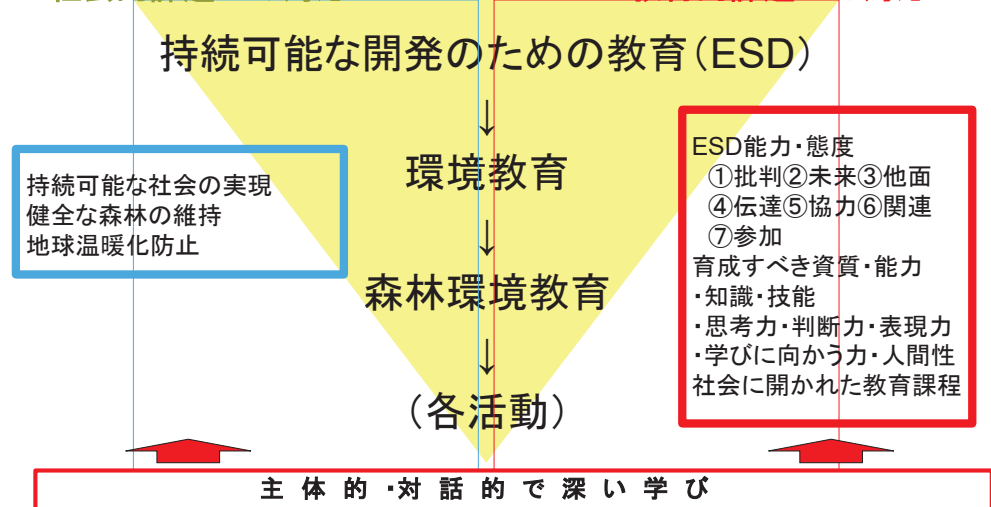 持続可能な開発のための教育(ESD)
↓
環境教育
↓
森林環境教育
↓
(各活動)
持続可能な社会の実現
健全な森林の維持
地球温暖化防止
ESD能力・態度
①批判②未来③他面
④伝達⑤協力⑥関連
⑦参加
育成すべき資質・能力
・知識・技能
・思考力・判断力・表現力
・学びに向かう力・人間性
社会に開かれた教育課程
主体的・対話的で深い学び